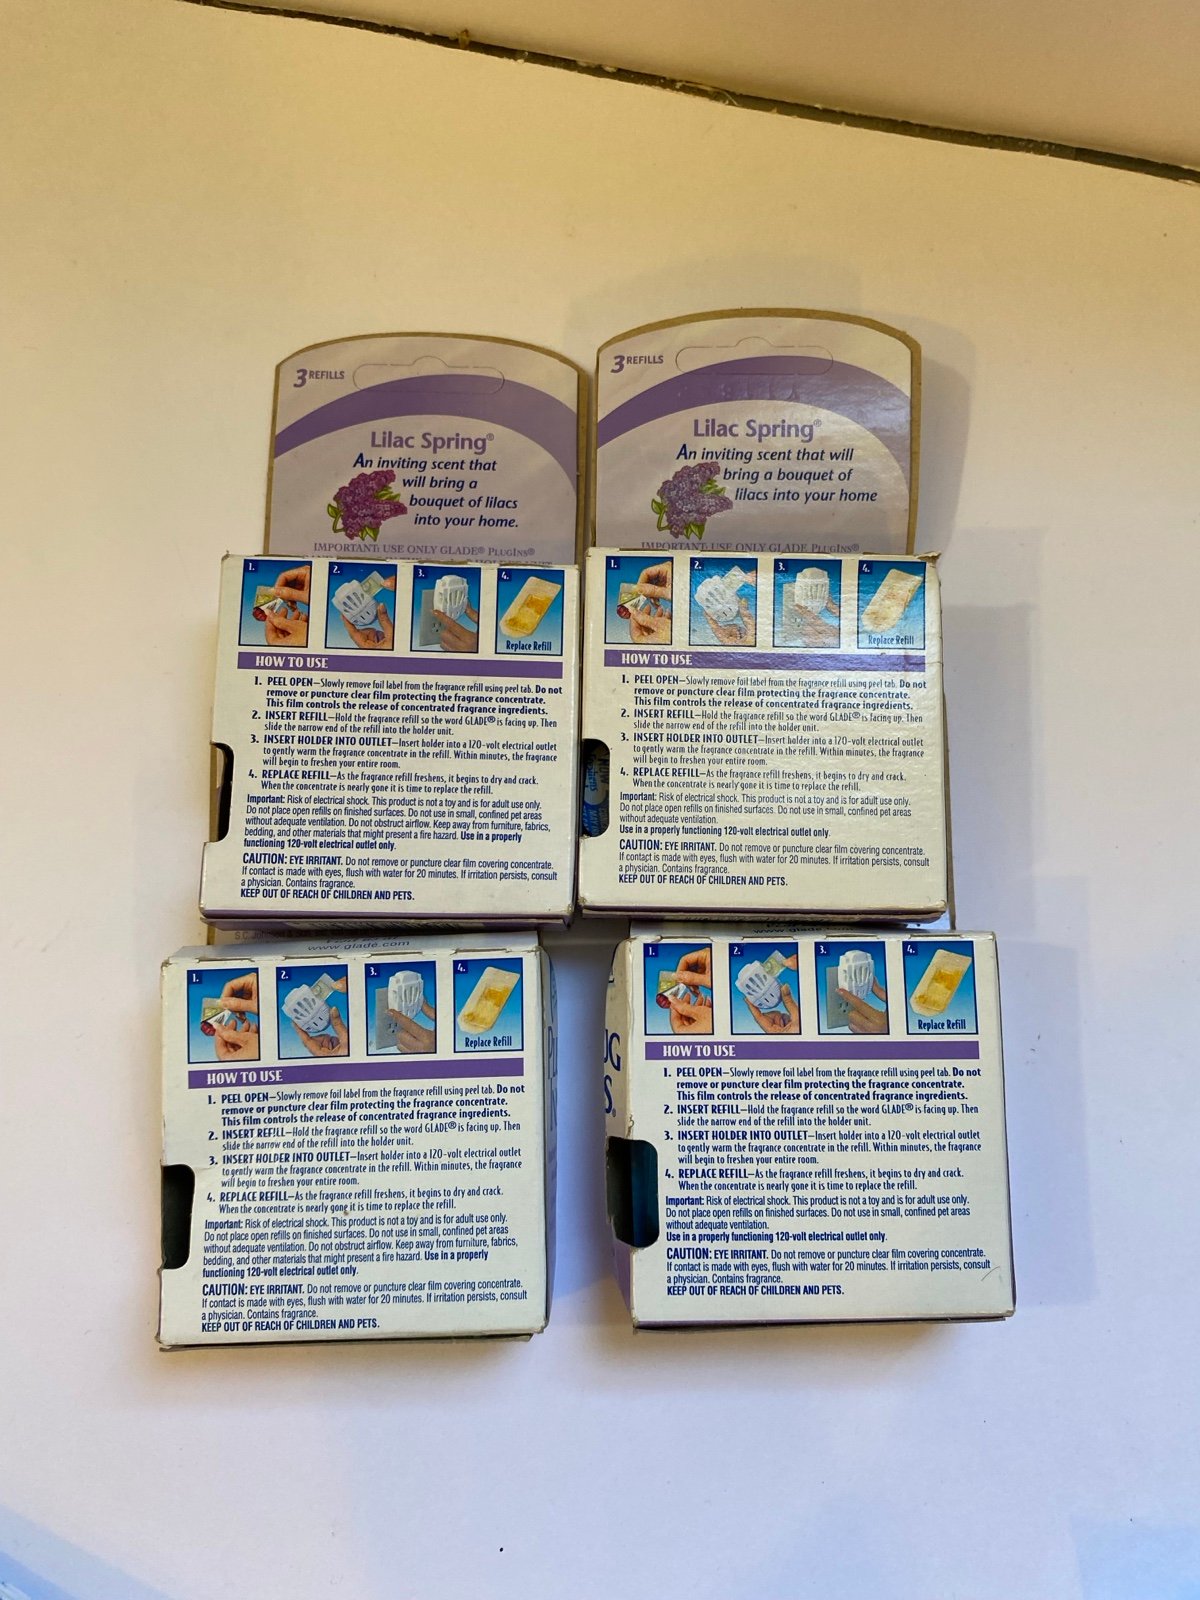 3 REFILLS
Lilac Spring®
An inviting scent that
will bring a
bouquet of lilacs
into your home.
IMPORTANT: USE ONLY GLADE® PLUGINS®
1. 2. 3. 4.
Replace Refill
HOW TO USE
1. PEEL OPEN—Slowly remove foil label from the fragrance refill using peel tab. Do not
remove or puncture clear film protecting the fragrance concentrate.
This film controls the release of concentrated fragrance ingredients.
2. INSERT REFILL—Hold the fragrance refill so the word GLADE® is facing up. Then
slide the narrow end of the refill into the holder unit.
3. INSERT HOLDER INTO OUTLET—Insert holder into a 120-volt electrical outlet
to gently warm the fragrance concentrate in the refill. Within minutes, the fragrance
will begin to freshen your entire room.
4. REPLACE REFILL—As the fragrance refill freshens, it begins to dry and crack.
When the concentrate is nearly gone it is time to replace the refill.
Important: Risk of electrical shock. This product is not a toy and is for adult use only.
Do not place open refills on finished surfaces. Do not use in small, confined pet areas
without adequate ventilation. Do not obstruct airflow. Keep away from furniture, fabrics,
bedding, and other materials that might present a fire hazard. Use in a properly
functioning 120-volt electrical outlet only.
CAUTION: EYE IRRITANT. Do not remove or puncture clear film covering concentrate.
If contact is made with eyes, flush with water for 20 minutes. If irritation persists, consult
a physician. Contains fragrance.
KEEP OUT OF REACH OF CHILDREN AND PETS.
3 REFILLS
Lilac Spring®
An inviting scent that will
bring a bouquet of
lilacs into your home
IMPORTANT: USE ONLY GLADE PLUGINS®
1. 2. 3. 4.
Replace Refill
HOW TO USE
1. PEEL OPEN—Slowly remove foil label from the fragrance refill using peel tab. Do not
remove or puncture clear film protecting the fragrance concentrate.
This film controls the release of concentrated fragrance ingredients.
2. INSERT REFILL—Hold the fragrance refill so the word GLADE® is facing up. Then
slide the narrow end of the refill into the holder unit.
3. INSERT HOLDER INTO OUTLET—Insert holder into a 120-volt electrical outlet
to gently warm the fragrance concentrate in the refill. Within minutes, the fragrance
will begin to freshen your entire room.
4. REPLACE REFILL—As the fragrance refill freshens, it begins to dry and crack.
When the concentrate is nearly gone it is time to replace the refill.
Important: Risk of electrical shock. This product is not a toy and is for adult use only.
Do not place open refills on finished surfaces. Do not use in small, confined pet areas
without adequate ventilation.
Use in a properly functioning 120-volt electrical outlet only.
CAUTION: EYE IRRITANT. Do not remove or puncture clear film covering concentrate.
If contact is made with eyes, flush with water for 20 minutes. If irritation persists, consult
a physician. Contains fragrance.
KEEP OUT OF REACH OF CHILDREN AND PETS.
www.glade.com
1. 2. 3. 4.
Replace Refill
HOW TO USE
1. PEEL OPEN—Slowly remove foil label from the fragrance refill using peel tab. Do not
remove or puncture clear film protecting the fragrance concentrate.
This film controls the release of concentrated fragrance ingredients.
2. INSERT REFILL—Hold the fragrance refill so the word GLADE® is facing up. Then
slide the narrow end of the refill into the holder unit.
3. INSERT HOLDER INTO OUTLET—Insert holder into a 120-volt electrical outlet
to gently warm the fragrance concentrate in the refill. Within minutes, the fragrance
will begin to freshen your entire room.
4. REPLACE REFILL—As the fragrance refill freshens, it begins to dry and crack.
When the concentrate is nearly gone it is time to replace the refill.
Important: Risk of electrical shock. This product is not a toy and is for adult use only.
Do not place open refills on finished surfaces. Do not use in small, confined pet areas
without adequate ventilation. Do not obstruct airflow. Keep away from furniture, fabrics,
bedding, and other materials that might present a fire hazard. Use in a properly
functioning 120-volt electrical outlet only.
CAUTION: EYE IRRITANT. Do not remove or puncture clear film covering concentrate.
If contact is made with eyes, flush with water for 20 minutes. If irritation persists, consult
a physician. Contains fragrance.
KEEP OUT OF REACH OF CHILDREN AND PETS.
www.glade.com
UG
S®
1. 2. 3. 4.
Replace Refill
HOW TO USE
1. PEEL OPEN—Slowly remove foil label from the fragrance refill using peel tab. Do not
remove or puncture clear film protecting the fragrance concentrate.
This film controls the release of concentrated fragrance ingredients.
2. INSERT REFILL—Hold the fragrance refill so the word GLADE® is facing up. Then
slide the narrow end of the refill into the holder unit.
3. INSERT HOLDER INTO OUTLET—Insert holder into a 120-volt electrical outlet
to gently warm the fragrance concentrate in the refill. Within minutes, the fragrance
will begin to freshen your entire room.
4. REPLACE REFILL—As the fragrance refill freshens, it begins to dry and crack.
When the concentrate is nearly gone it is time to replace the refill.
Important: Risk of electrical shock. This product is not a toy and is for adult use only.
Do not place open refills on finished surfaces. Do not use in small, confined pet areas
without adequate ventilation.
Use in a properly functioning 120-volt electrical outlet only.
CAUTION: EYE IRRITANT. Do not remove or puncture clear film covering concentrate.
If contact is made with eyes, flush with water for 20 minutes. If irritation persists, consult
a physician. Contains fragrance.
KEEP OUT OF REACH OF CHILDREN AND PETS.